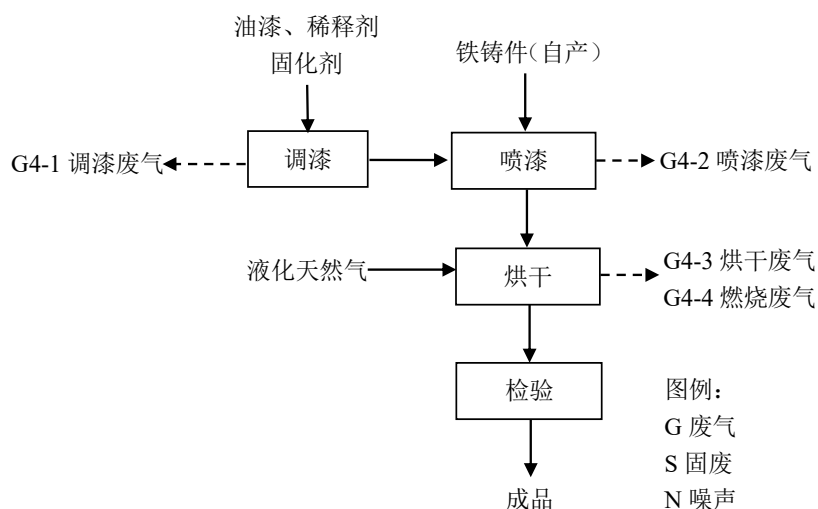 油漆、稀释剂
固化剂
铁铸件（自产）
G4-1 调漆废气
调漆
喷漆
G4-2 喷漆废气
液化天然气
烘干
G4-3 烘干废气
G4-4 燃烧废气
检验
图例：
G 废气
S 固废
N 噪声
成品